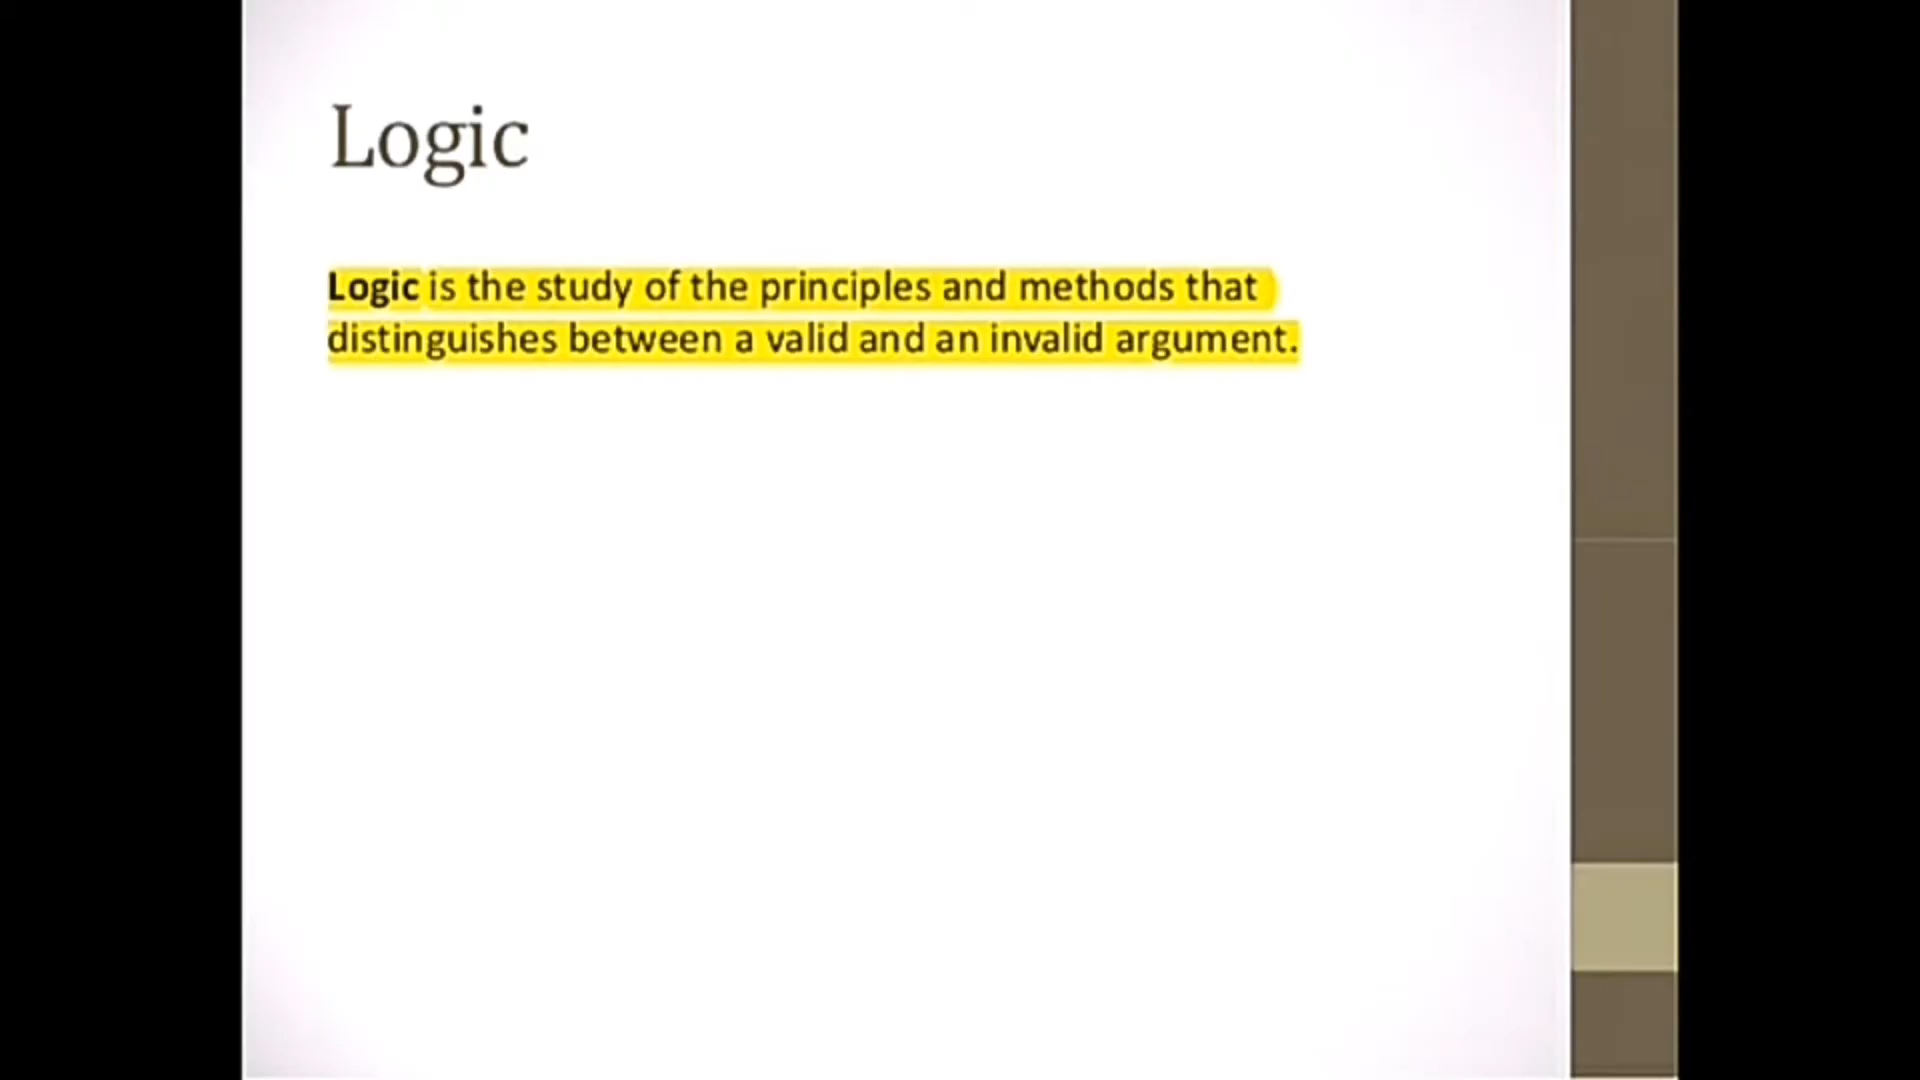 Logic
Logic is the study of the principles and methods that
distinguishes between a valid and an invalid argument.